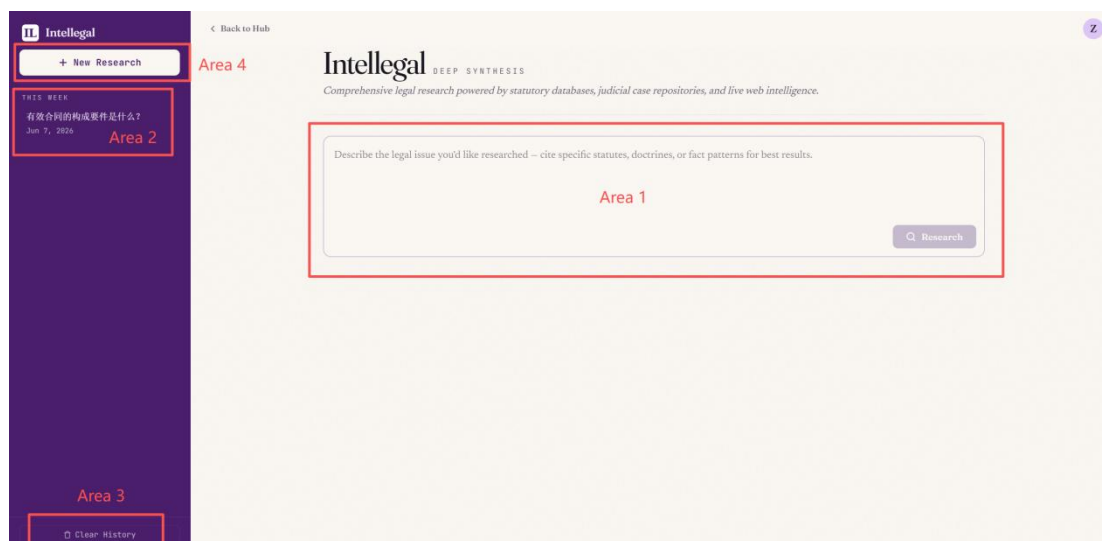 IL Intellegal
< Back to Hub
Z
+ New Research
Area 4
Intellegal DEEP SYNTHESIS
Comprehensive legal research powered by statutory databases, judicial case repositories, and live web intelligence.
THIS WEEK
有效合同的构成要件是什么?
Jun 7, 2026
Area 2
Describe the legal issue you'd like researched – cite specific statutes, doctrines, or fact patterns for best results.
Area 1
Research
Area 3
Clear History